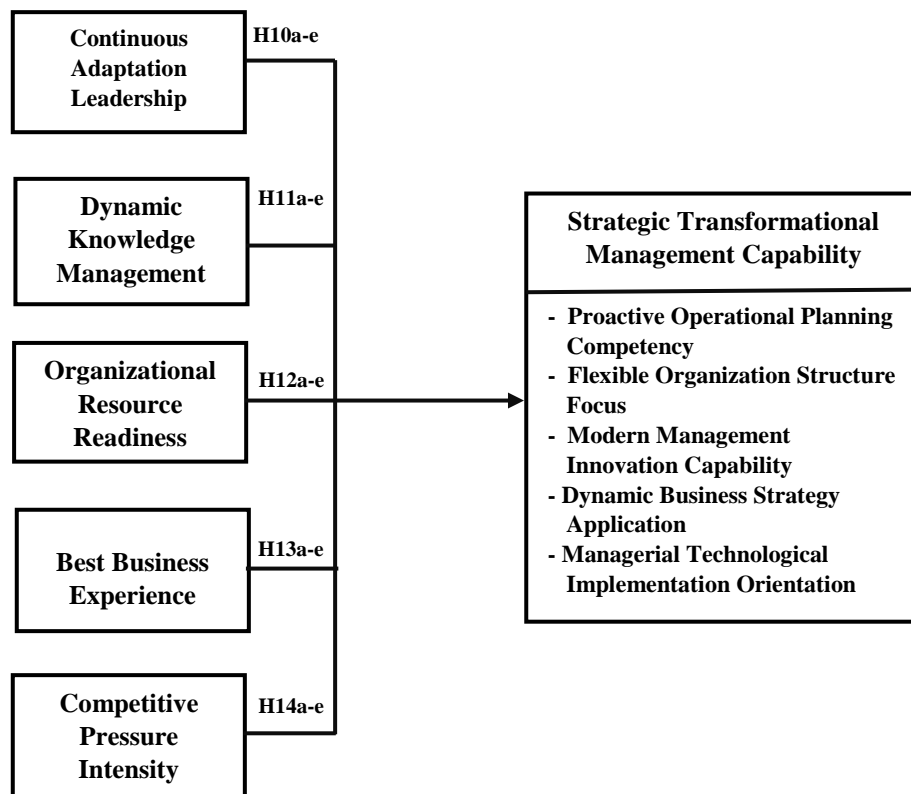 Continuous
Adaptation
Leadership
H10a-e
Dynamic
Knowledge
Management
H11a-e
Organizational
Resource
Readiness
H12a-e
Best Business
Experience
H13a-e
Competitive
Pressure
Intensity
H14a-e
Strategic Transformational
Management Capability
- Proactive Operational Planning
Competency
- Flexible Organization Structure
Focus
- Modern Management
Innovation Capability
- Dynamic Business Strategy
Application
- Managerial Technological
Implementation Orientation